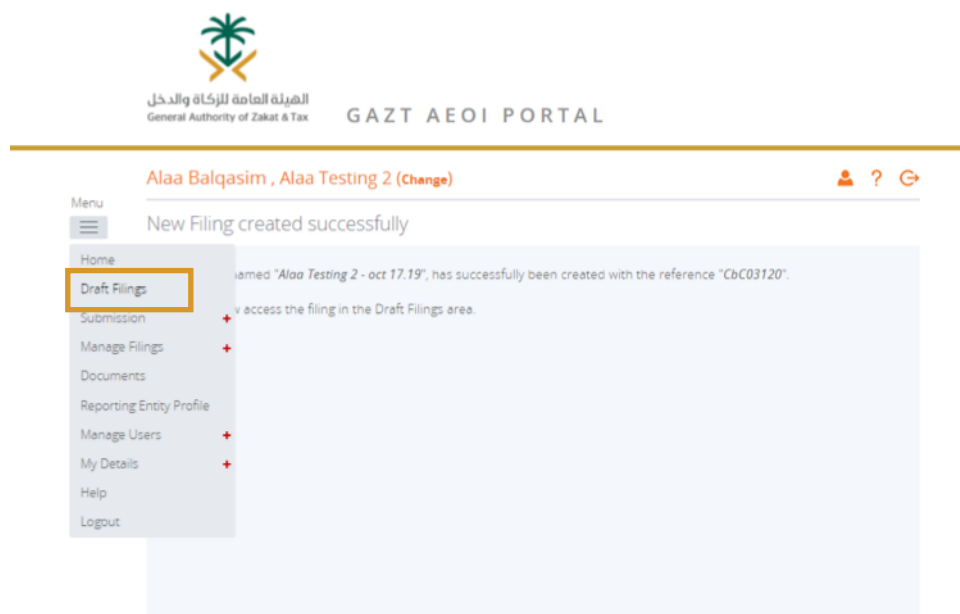 الهيئة العامة للزكاة والدخل
General Authority of Zakat & Tax
GAZT AEOI PORTAL
Alaa Balqasim , Alaa Testing 2 (Change)
?
Menu
New Filing created successfully
Home
Draft Filings
Submission +
Manage Filings +
Documents
Reporting Entity Profile
Manage Users +
My Details +
Help
Logout
"Alaa Testing 2 - oct 17.19", has successfully been created with the reference "CbC03120".
access the filing in the Draft Filings area.